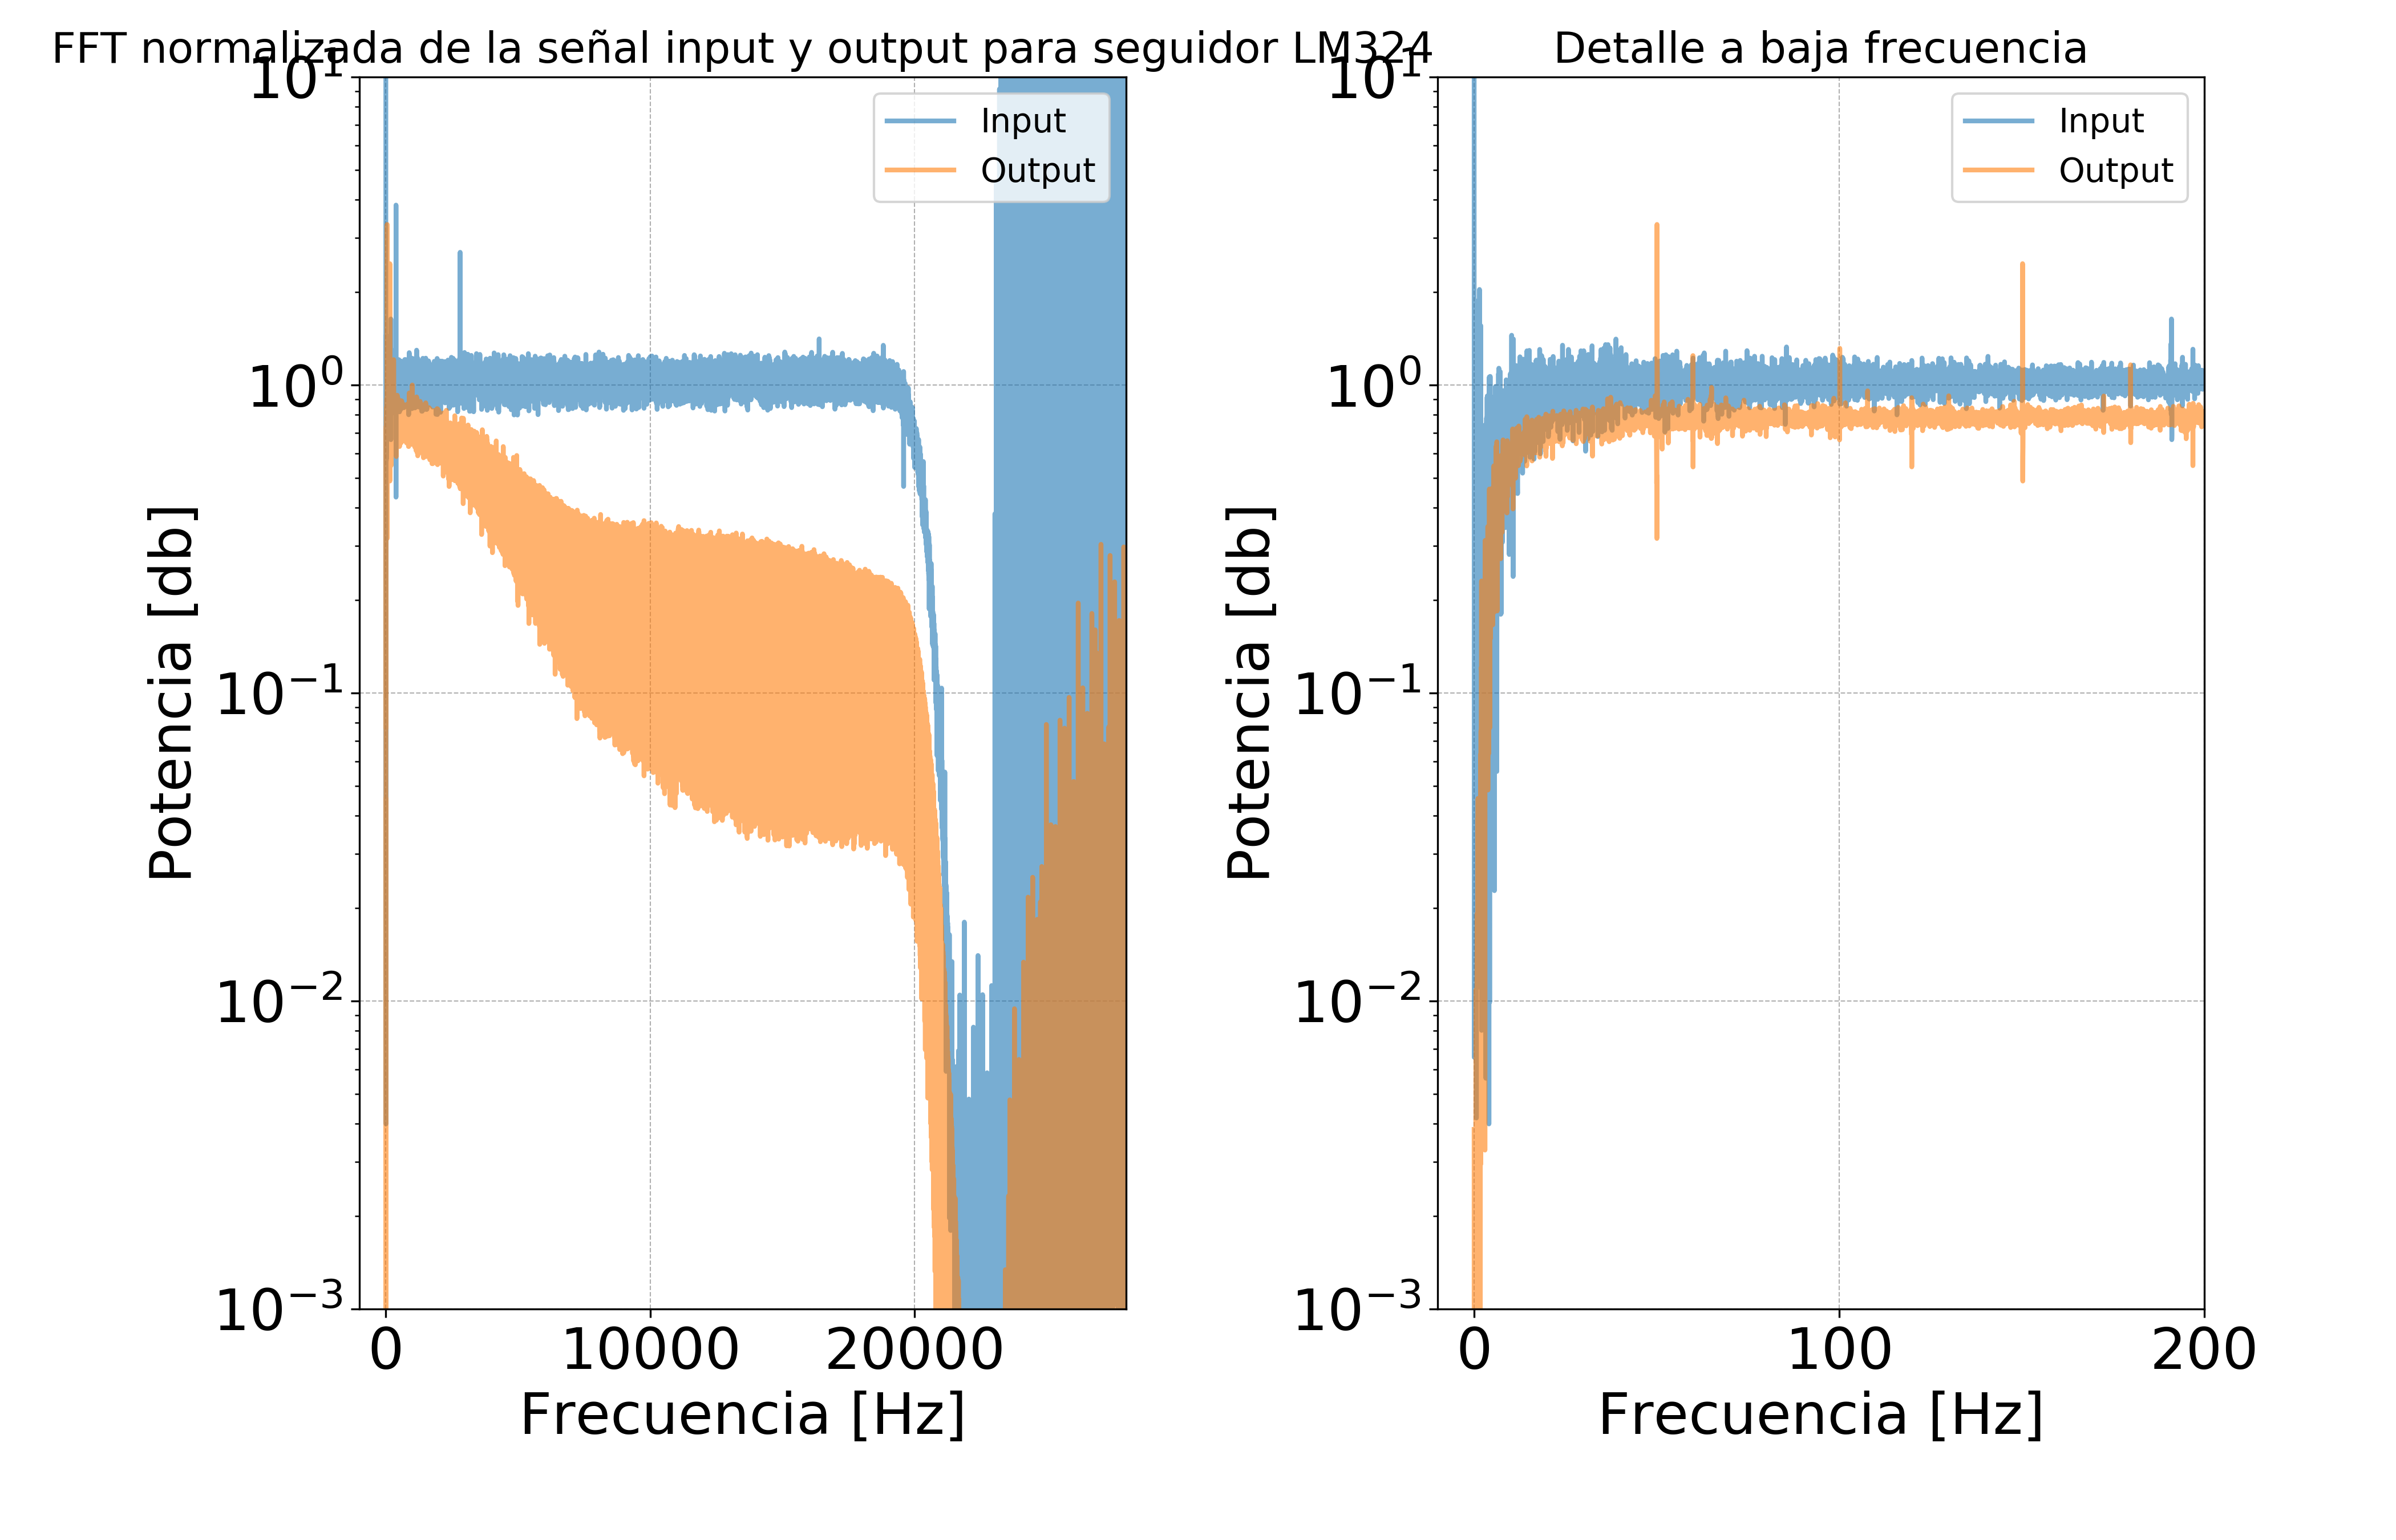 FFT normalizada de la señal input y output para seguidor LM324
10¹
10⁰
10⁻¹
10⁻²
10⁻³
Potencia [db]
Input
Output
0 10000 20000
Frecuencia [Hz]
Detalle a baja frecuencia
10¹
10⁰
10⁻¹
10⁻²
10⁻³
Potencia [db]
Input
Output
0 100 200
Frecuencia [Hz]